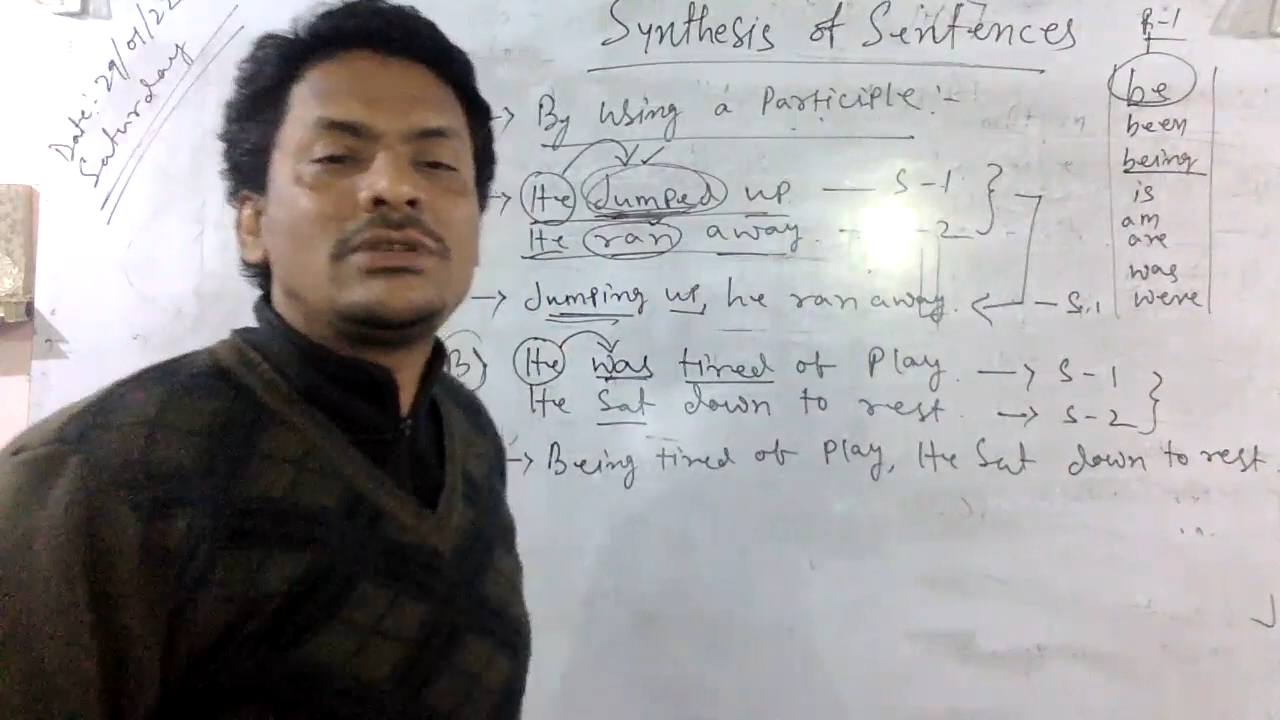 Date: 29/01/22
Saturday
Synthesis of Sentences
→ By using a Participle :-
→ He Jumped up — S-1
He ran away. - 2
→ Jumping up, he ran away. ← — S.1
B) He was tired of Play. → S-1
He Sat down to rest. → S-2
→ Being tired of Play, He Sat down to rest.
R-1
be
been
being
is
am
are
was
were